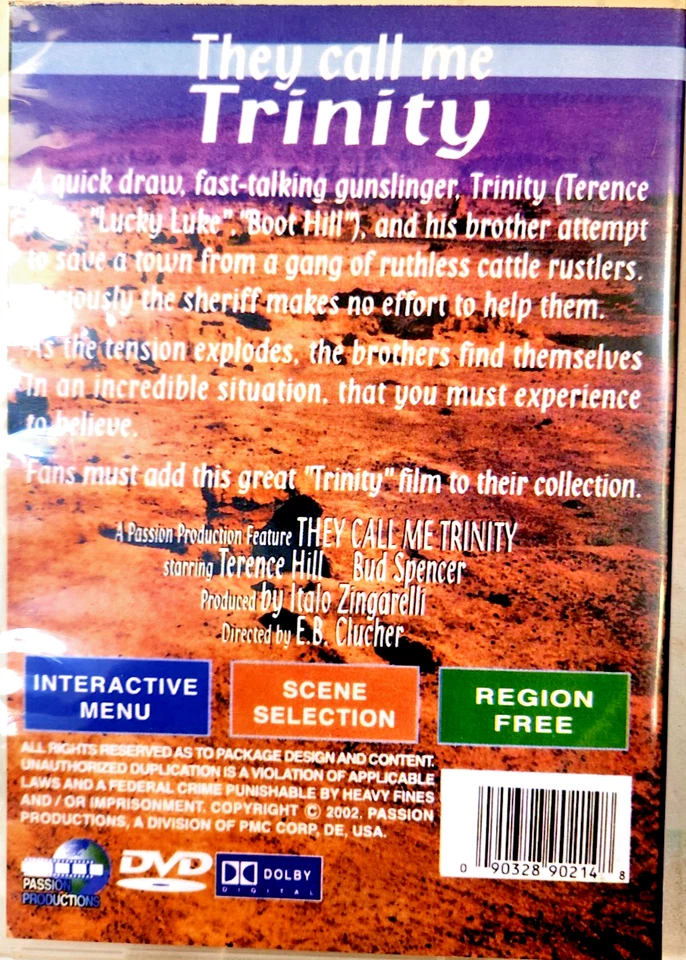 They call me
Trinity
A quick draw, fast-talking gunslinger, Trinity (Terence
"Lucky Luke", "Boot Hill"), and his brother attempt
to save a town from a gang of ruthless cattle rustlers.
the sheriff makes no effort to help them.
As the tension explodes, the brothers find themselves
in an incredible situation, that you must experience
to believe.
Fans must add this great "Trinity" film to their collection.
A Passion Production Feature THEY CALL ME TRINITY
starring Terence Hill Bud Spencer
Produced by Italo Zingarelli
Directed by E.B. Clucher
INTERACTIVE
MENU
SCENE
SELECTION
REGION
FREE
ALL RIGHTS RESERVED AS TO PACKAGE DESIGN AND CONTENT.
UNAUTHORIZED DUPLICATION IS A VIOLATION OF APPLICABLE
LAWS AND A FEDERAL CRIME PUNISHABLE BY HEAVY FINES
AND / OR IMPRISONMENT. COPYRIGHT © 2002. PASSION
PRODUCTIONS, A DIVISION OF PMC CORP. DE, USA.
PASSION
PRODUCTIONS
DVD
DOLBY
DIGITAL
0 90328 90214 8